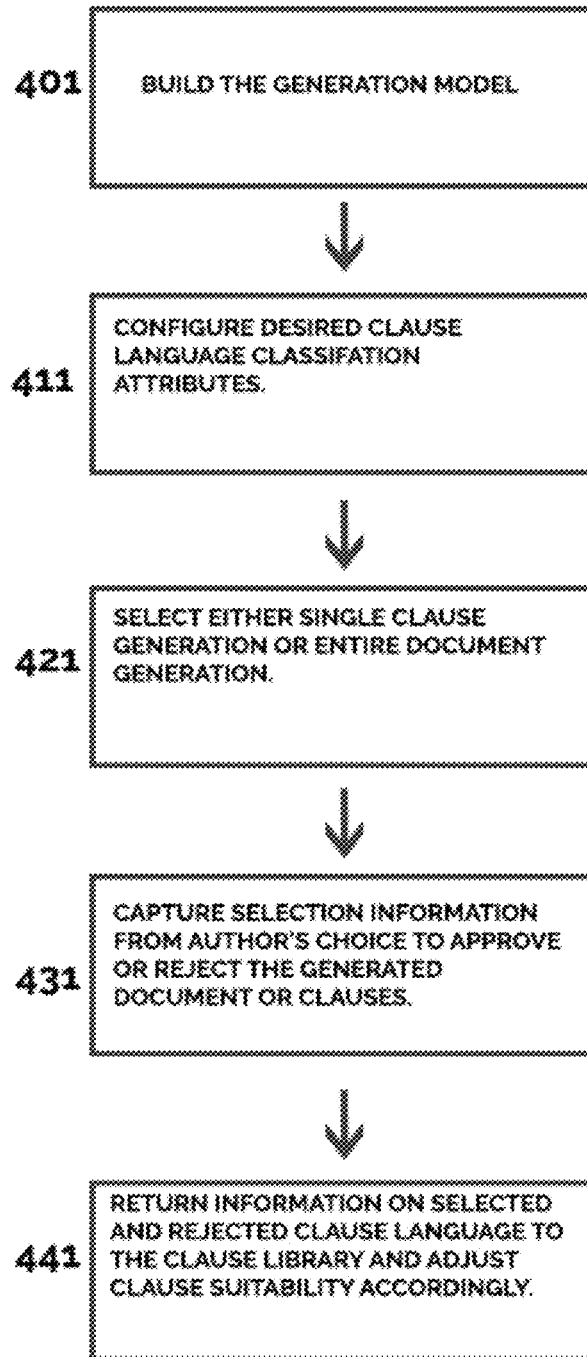 401
BUILD THE GENERATION MODEL
411
CONFIGURE DESIRED CLAUSE
LANGUAGE CLASSIFATION
ATTRIBUTES.
421
SELECT EITHER SINGLE CLAUSE
GENERATION OR ENTIRE DOCUMENT
GENERATION.
431
CAPTURE SELECTION INFORMATION
FROM AUTHOR'S CHOICE TO APPROVE
OR REJECT THE GENERATED
DOCUMENT OR CLAUSES.
441
RETURN INFORMATION ON SELECTED
AND REJECTED CLAUSE LANGUAGE TO
THE CLAUSE LIBRARY AND ADJUST
CLAUSE SUITABILITY ACCORDINGLY.